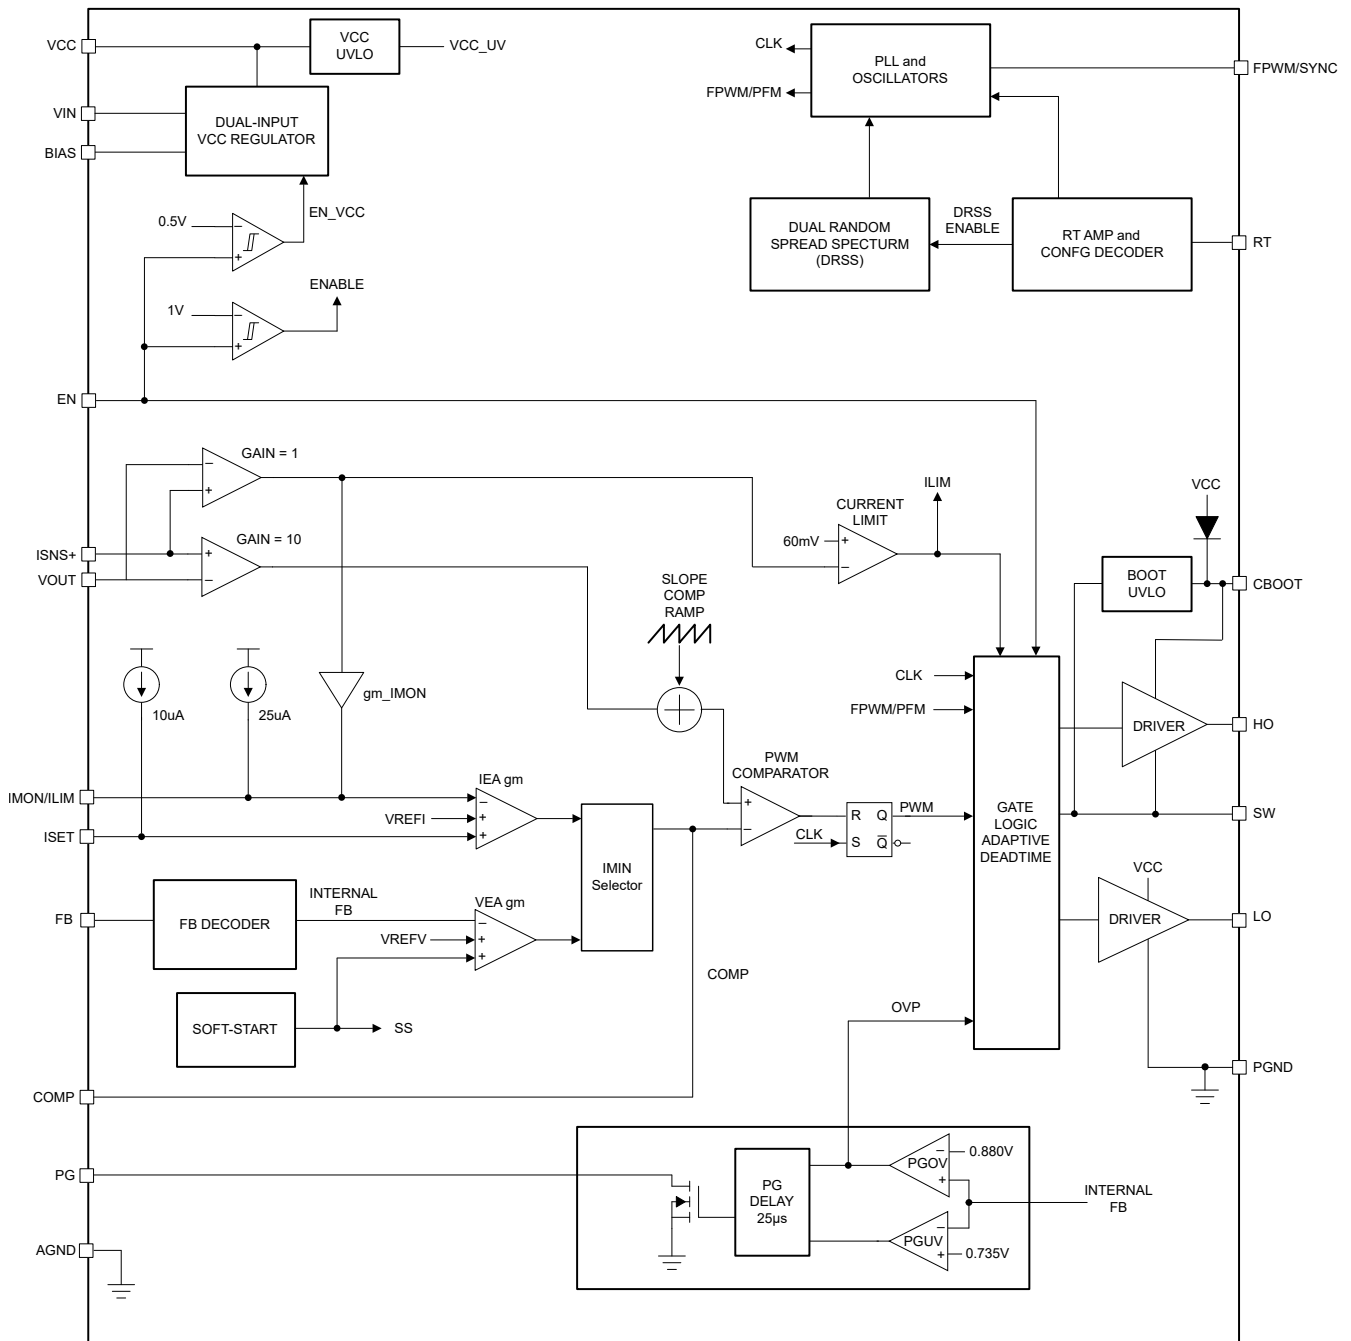 VCC
VCC
UVLO
VCC_UV
CLK
PLL and
OSCILLATORS
FPWM/SYNC
FPWM/PFM
VIN
DUAL-INPUT
VCC REGULATOR
BIAS
EN_VCC
0.5V
−
+
DUAL RANDOM
SPREAD SPECTURM
(DRSS)
DRSS
ENABLE
RT AMP and
CONFG DECODER
RT
ENABLE
1V
−
+
EN
GAIN = 1
−
+
ISNS+
VOUT
GAIN = 10
+
−
ILIM
CURRENT
LIMIT
60mV
+
−
VCC
BOOT
UVLO
CBOOT
SLOPE
COMP
RAMP
10uA
25uA
gm_IMON
CLK
FPWM/PFM
DRIVER
HO
PWM
COMPARATOR
+
−
IMON/ILIM
ISET
IEA gm
−
VREFI
+
+
IMIN
Selector
R
Q
S
Q
CLK
PWM
GATE
LOGIC
ADAPTIVE
DEADTIME
SW
VCC
DRIVER
LO
FB
FB DECODER
INTERNAL
FB
VEA gm
−
VREFV
+
+
COMP
SOFT-START
SS
OVP
PGND
COMP
PG
PG
DELAY
25µs
PGOV
−
+
0.880V
INTERNAL
FB
PGUV
−
+
0.735V
AGND